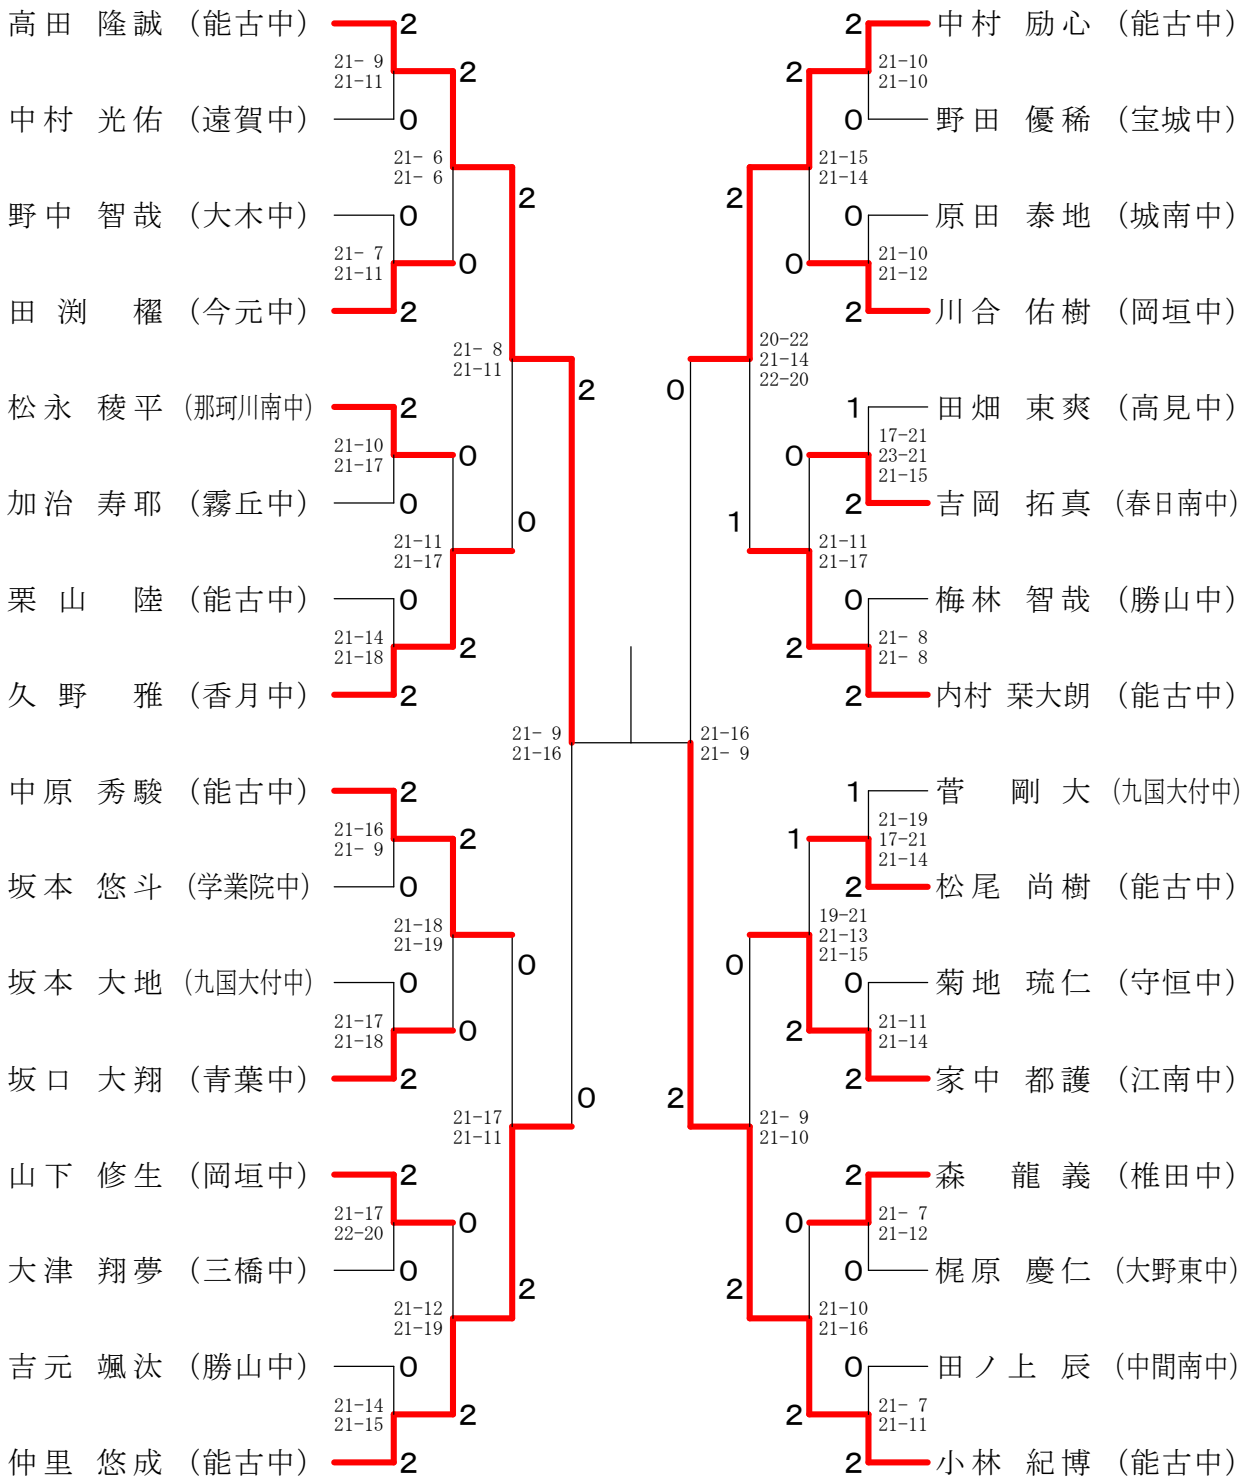 高田 隆誠 (能古中) 2
21- 9
21-11
2
中村 光佑 (遠賀中) 0
21- 6
21- 6
2
野中 智哉 (大木中) 0
21- 7
21-11
0
田渕 櫂 (今元中) 2
21- 8
21-11
2
松永 稜平 (那珂川南中) 2
21-10
21-17
0
加治 寿耶 (霧丘中) 0
21-11
21-17
0
栗山 陸 (能古中) 0
21-14
21-18
2
久野 雅 (香月中) 2
21- 9
21-16
中原 秀駿 (能古中) 2
21-16
21- 9
2
坂本 悠斗 (学業院中) 0
21-18
21-19
0
坂本 大地 (九国大付中) 0
21-17
21-18
0
坂口 大翔 (青葉中) 2
21-17
21-11
0
山下 修生 (岡垣中) 2
21-17
22-20
0
大津 翔夢 (三橋中) 0
21-12
21-19
2
吉元 颯汰 (勝山中) 0
21-14
21-15
2
仲里 悠成 (能古中) 2
2 中村 励心 (能古中)
21-10
21-10
2
0 野田 優稀 (宝城中)
21-15
21-14
2
0 原田 泰地 (城南中)
21-10
21-12
0
2 川合 佑樹 (岡垣中)
20-22
21-14
22-20
0
1 田畑 束爽 (高見中)
17-21
23-21
21-15
0
2 吉岡 拓真 (春日南中)
21-11
21-17
1
0 梅林 智哉 (勝山中)
21- 8
21- 8
2
2 内村 栞大朗 (能古中)
21-16
21- 9
1 菅 剛大 (九国大付中)
21-19
17-21
21-14
1
2 松尾 尚樹 (能古中)
19-21
21-13
21-15
0
0 菊地 琉仁 (守恒中)
21-11
21-14
2
2 家中 都護 (江南中)
21- 9
21-10
2
2 森 龍義 (椎田中)
21- 7
21-12
0
0 梶原 慶仁 (大野東中)
21-10
21-16
2
0 田ノ上 辰 (中間南中)
21- 7
21-11
2
2 小林 紀博 (能古中)